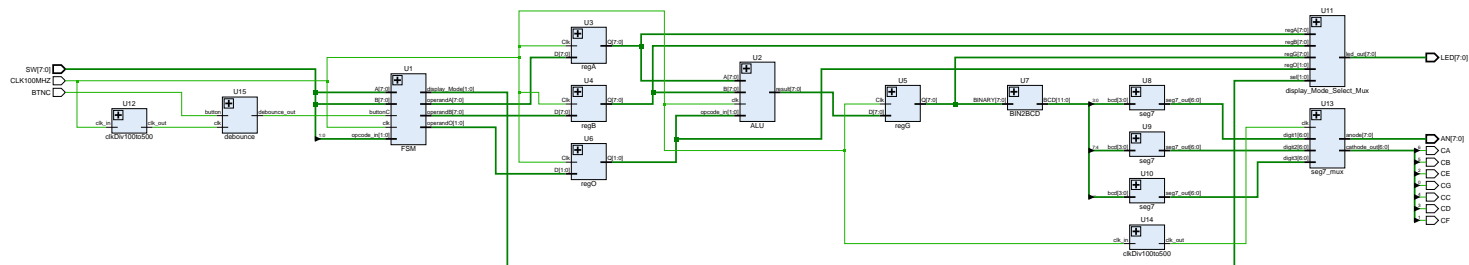 SW[7:0]
CLK100MHZ
BTNC
U12
clk_in
clk_out
clkDiv100to500
U15
button
clk
debounce_out
debounce
U1
A[7:0]
B[7:0]
buttonC
clk
opcode_in[1:0]
display_Mode[1:0]
operandA[7:0]
operandB[7:0]
operandO[1:0]
FSM
U3
Clk
D[7:0]
Q[7:0]
regA
U4
Clk
D[7:0]
Q[7:0]
regB
U6
Clk
D[1:0]
Q[1:0]
regO
U2
A[7:0]
B[7:0]
clk
opcode_in[1:0]
result[7:0]
ALU
U5
Clk
D[7:0]
Q[7:0]
regG
U7
BINARY[7:0]
BCD[11:0]
BIN2BCD
U8
bcd[3:0]
seg7_out[6:0]
seg7
U9
bcd[3:0]
seg7_out[6:0]
seg7
U10
bcd[3:0]
seg7_out[6:0]
seg7
U14
clk_in
clk_out
clkDiv100to500
U11
regA[7:0]
regB[7:0]
regG[7:0]
regO[1:0]
sel[1:0]
led_out[7:0]
display_Mode_Select_Mux
U13
clk
digit1[6:0]
digit2[6:0]
digit3[6:0]
anode[7:0]
cathode_out[6:0]
seg7_mux
LED[7:0]
AN[7:0]
CA
CB
CE
CG
CC
CD
CF